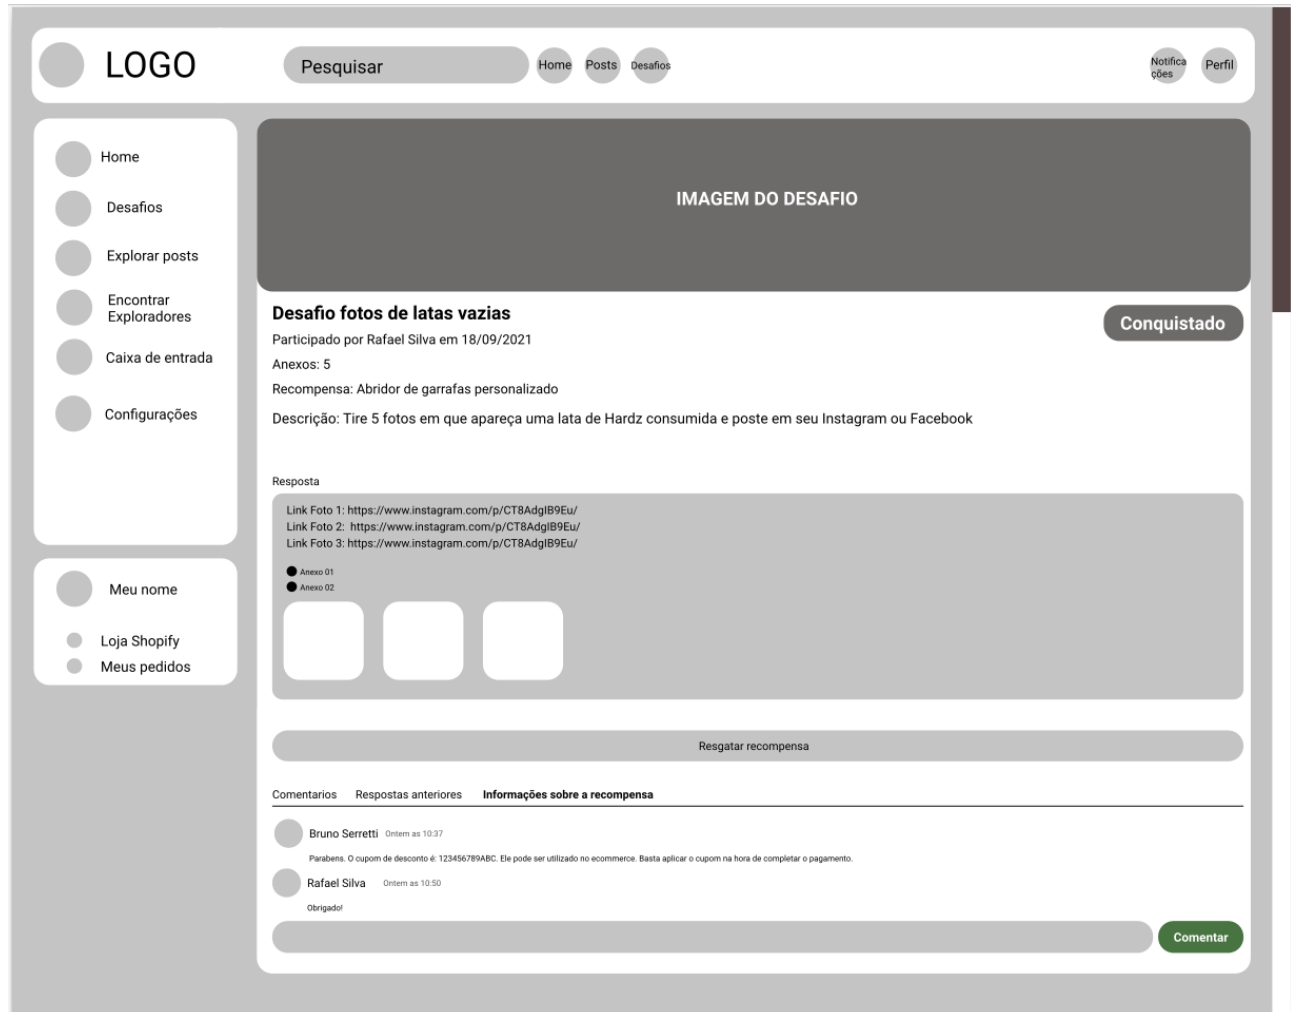 LOGO
Pesquisar
Home
Posts
Desafios
Notifica
ções
Perfil
Home
Desafios
Explorar posts
Encontrar
Exploradores
Caixa de entrada
Configurações
Meu nome
Loja Shopify
Meus pedidos
IMAGEM DO DESAFIO
Desafio fotos de latas vazias
Conquistado
Participado por Rafael Silva em 18/09/2021
Anexos: 5
Recompensa: Abridor de garrafas personalizado
Descrição: Tire 5 fotos em que apareça uma lata de Hardz consumida e poste em seu Instagram ou Facebook
Resposta
Link Foto 1: https://www.instagram.com/p/CT8AdgIB9Eu/
Link Foto 2: https://www.instagram.com/p/CT8AdgIB9Eu/
Link Foto 3: https://www.instagram.com/p/CT8AdgIB9Eu/
Anexo 01
Anexo 02
Resgatar recompensa
Comentarios Respostas anteriores Informações sobre a recompensa
Bruno Serretti Ontem as 10:37
Parabens. O cupom de desconto é: 123456789ABC. Ele pode ser utilizado no ecommerce. Basta aplicar o cupom na hora de completar o pagamento.
Rafael Silva Ontem as 10:50
Obrigado!
Comentar